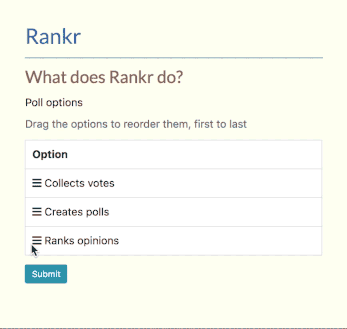 Rankr
What does Rankr do?
Poll options
Drag the options to reorder them, first to last
Option
Collects votes
Creates polls
Ranks opinions
Submit